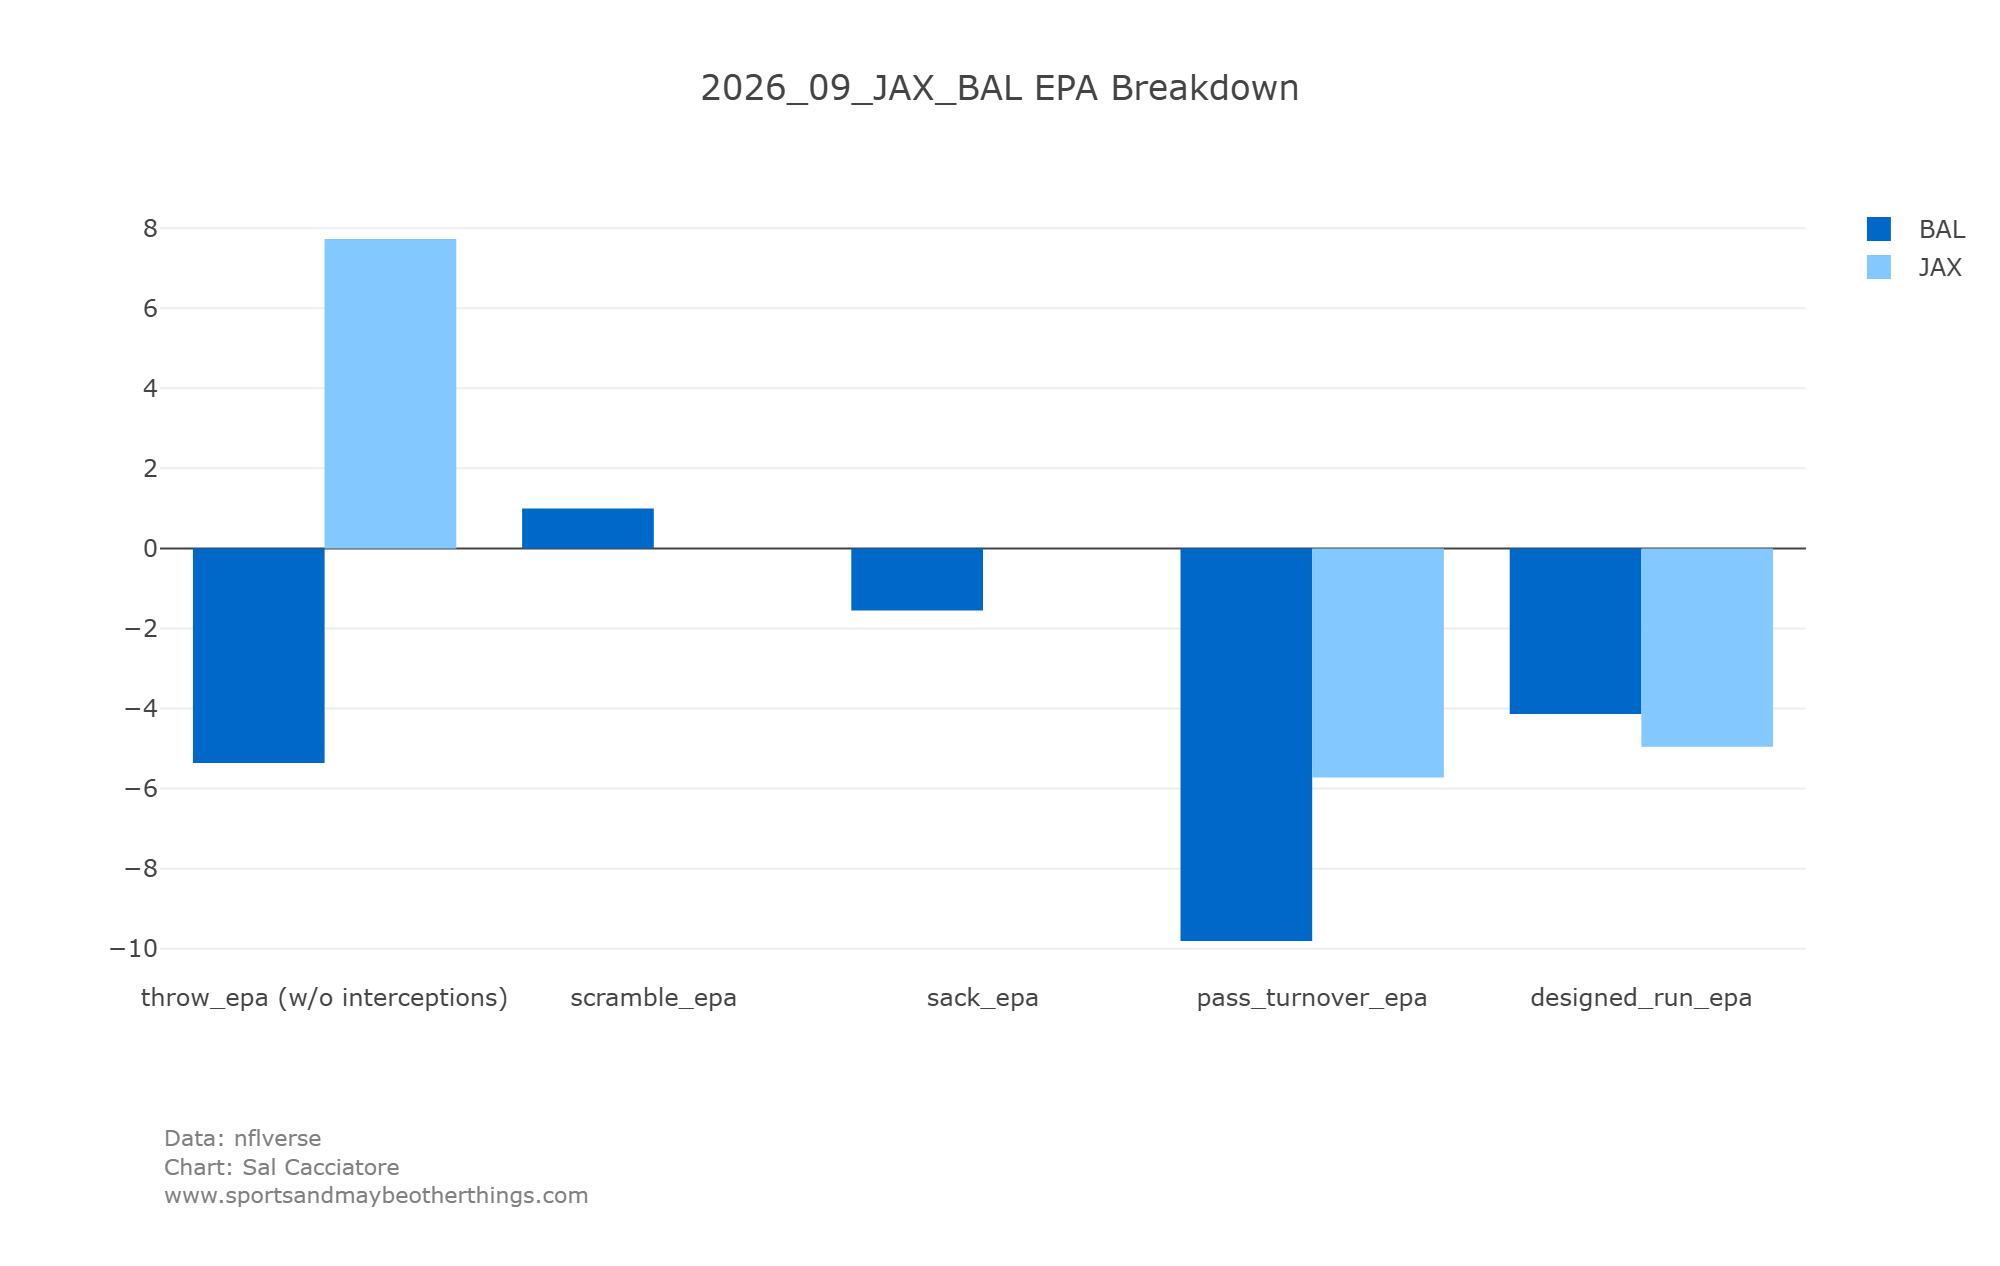 2026_09_JAX_BAL EPA Breakdown
BAL
JAX
8
6
4
2
0
−2
−4
−6
−8
−10
throw_epa (w/o interceptions)
scramble_epa
sack_epa
pass_turnover_epa
designed_run_epa
Data: nflverse
Chart: Sal Cacciatore
www.sportsandmaybeotherthings.com